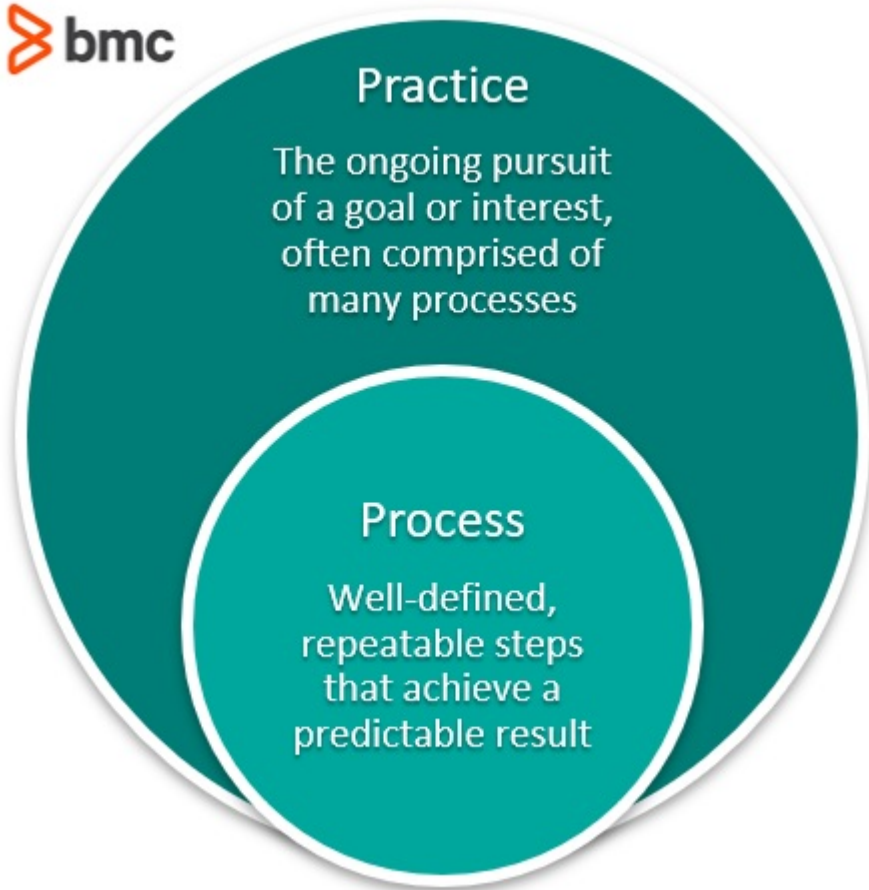 bmc
Practice
The ongoing pursuit
of a goal or interest,
often comprised of
many processes
Process
Well-defined,
repeatable steps
that achieve a
predictable result